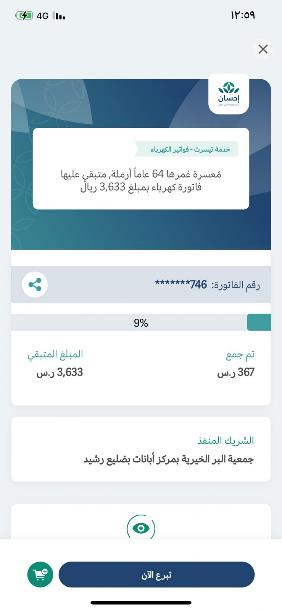 ١٢:٥٩
4G
إحسان
خدمة تيسرت - فواتير الكهرباء
مُعسرة عُمرها 64 عاماً أرملة، متبقي عليها
فاتورة كهرباء بمبلغ 3,633 ريال
رقم الفاتورة: 746*******
9%
تم جمع
المبلغ المتبقي
367 ر.س
3,633 ر.س
الشريك المنفذ
جمعية البر الخيرية بمركز أبانات بضليع رشيد
تبرع الآن